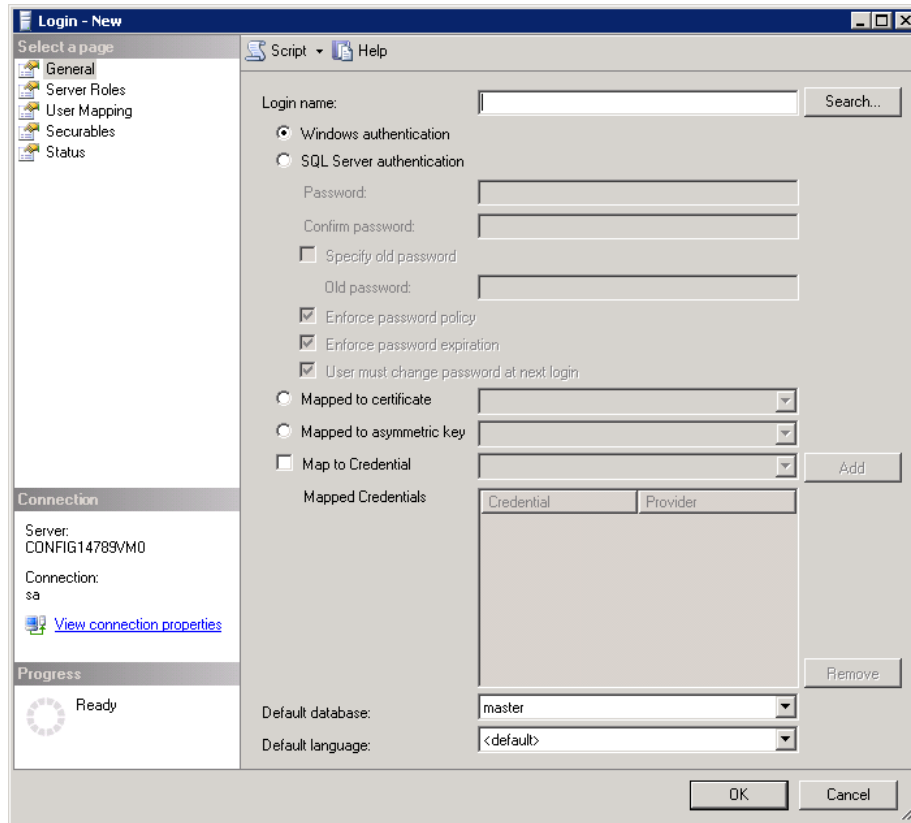 Login - New
Select a page
General
Server Roles
User Mapping
Securables
Status
Script
Help
Login name:
Search...
Windows authentication
SQL Server authentication
Password:
Confirm password:
Specify old password
Old password:
Enforce password policy
Enforce password expiration
User must change password at next login
Mapped to certificate
Mapped to asymmetric key
Map to Credential
Add
Mapped Credentials
Credential
Provider
Remove
Default database:
master
Default language:
<default>
Connection
Server:
CONFIG14789VM0
Connection:
sa
View connection properties
Progress
Ready
OK
Cancel